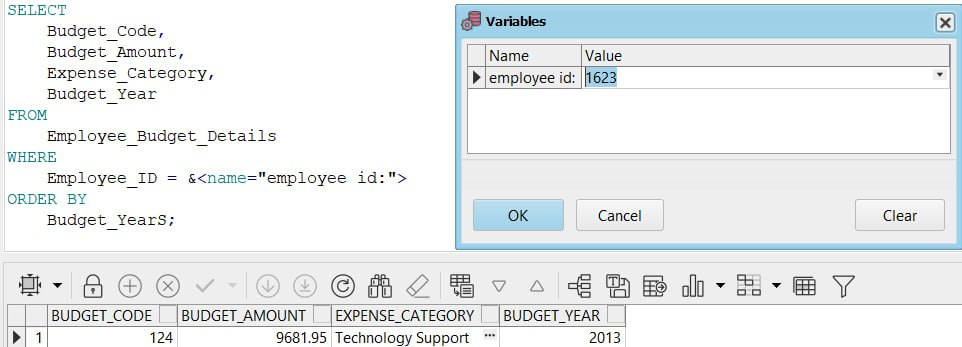 SELECT
Budget_Code,
Budget_Amount,
Expense_Category,
Budget_Year
FROM
Employee_Budget_Details
WHERE
Employee_ID = &<name="employee id:">
ORDER BY
Budget_YearS;
Variables
Name Value
employee id: 1623
OK Cancel Clear
BUDGET_CODE BUDGET_AMOUNT EXPENSE_CATEGORY BUDGET_YEAR
1 124 9681.95 Technology Support ··· 2013